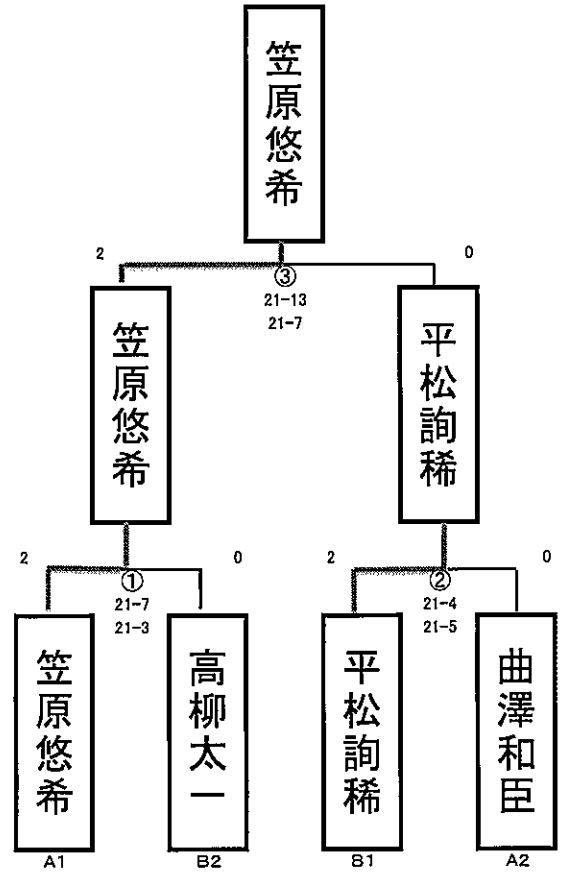 笠原悠希
2
0
③
21-13
21-7
笠原悠希
平松詢稀
2
0
2
0
①
②
21-7
21-3
21-4
21-5
笠原悠希
高柳太一
平松詢稀
曲澤和臣
A1
B2
B1
A2